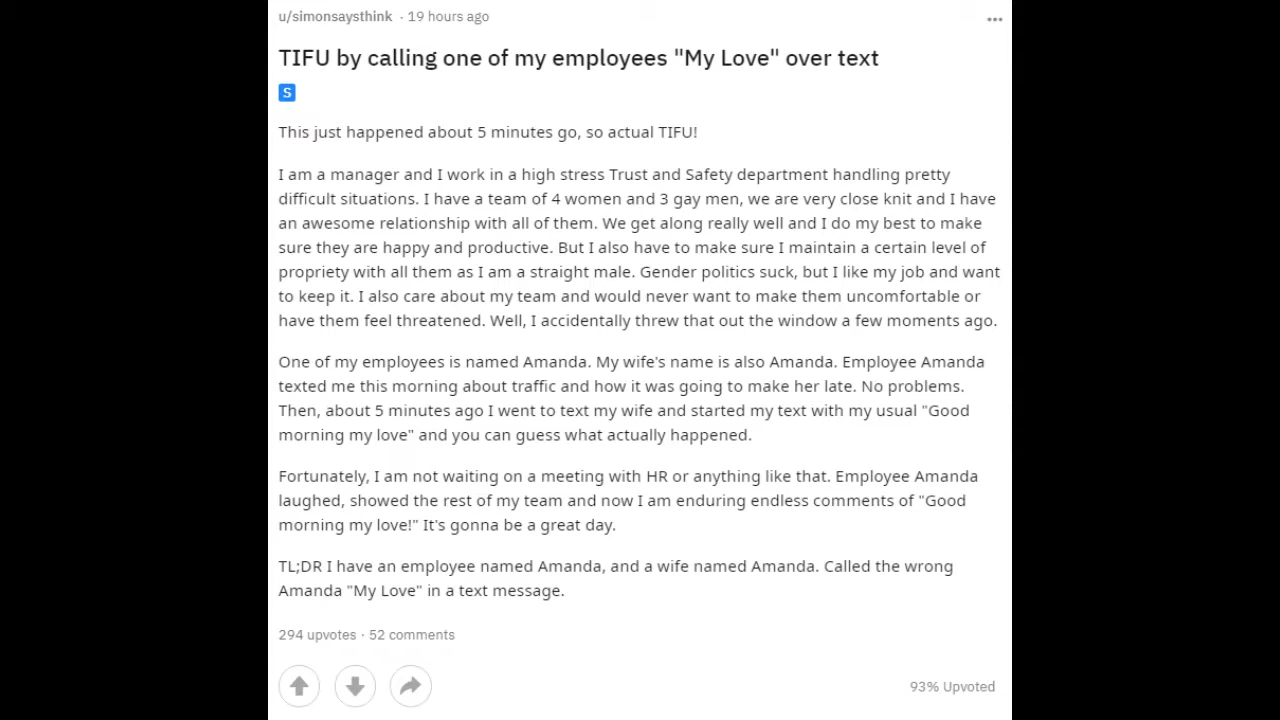 u/simonsaysthink · 19 hours ago
TIFU by calling one of my employees "My Love" over text
S
This just happened about 5 minutes go, so actual TIFU!
I am a manager and I work in a high stress Trust and Safety department handling pretty
difficult situations. I have a team of 4 women and 3 gay men, we are very close knit and I have
an awesome relationship with all of them. We get along really well and I do my best to make
sure they are happy and productive. But I also have to make sure I maintain a certain level of
propriety with all them as I am a straight male. Gender politics suck, but I like my job and want
to keep it. I also care about my team and would never want to make them uncomfortable or
have them feel threatened. Well, I accidentally threw that out the window a few moments ago.
One of my employees is named Amanda. My wife's name is also Amanda. Employee Amanda
texted me this morning about traffic and how it was going to make her late. No problems.
Then, about 5 minutes ago I went to text my wife and started my text with my usual "Good
morning my love" and you can guess what actually happened.
Fortunately, I am not waiting on a meeting with HR or anything like that. Employee Amanda
laughed, showed the rest of my team and now I am enduring endless comments of "Good
morning my love!" It's gonna be a great day.
TL;DR I have an employee named Amanda, and a wife named Amanda. Called the wrong
Amanda "My Love" in a text message.
294 upvotes · 52 comments
93% Upvoted